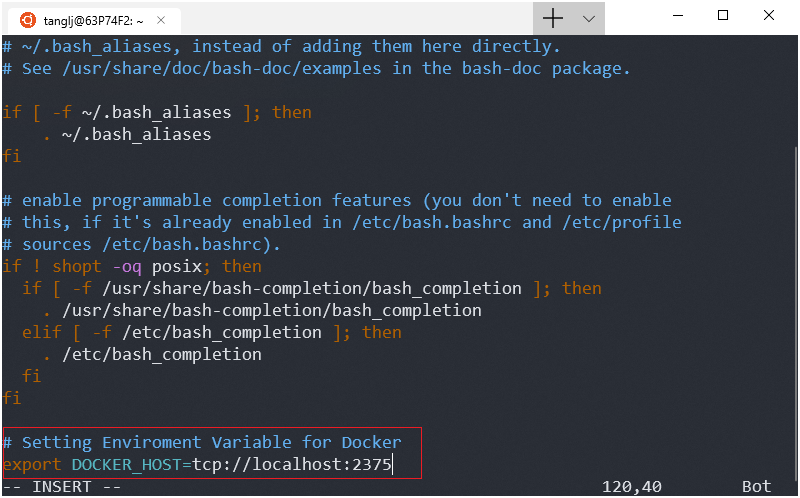 tanglj@63P74F2: ~
# ~/.bash_aliases, instead of adding them here directly.
# See /usr/share/doc/bash-doc/examples in the bash-doc package.
if [ -f ~/.bash_aliases ]; then
    . ~/.bash_aliases
fi
# enable programmable completion features (you don't need to enable
# this, if it's already enabled in /etc/bash.bashrc and /etc/profile
# sources /etc/bash.bashrc).
if ! shopt -oq posix; then
  if [ -f /usr/share/bash-completion/bash_completion ]; then
    . /usr/share/bash-completion/bash_completion
  elif [ -f /etc/bash_completion ]; then
    . /etc/bash_completion
  fi
fi
# Setting Enviroment Variable for Docker
export DOCKER_HOST=tcp://localhost:2375
-- INSERT -- 120,40 Bot